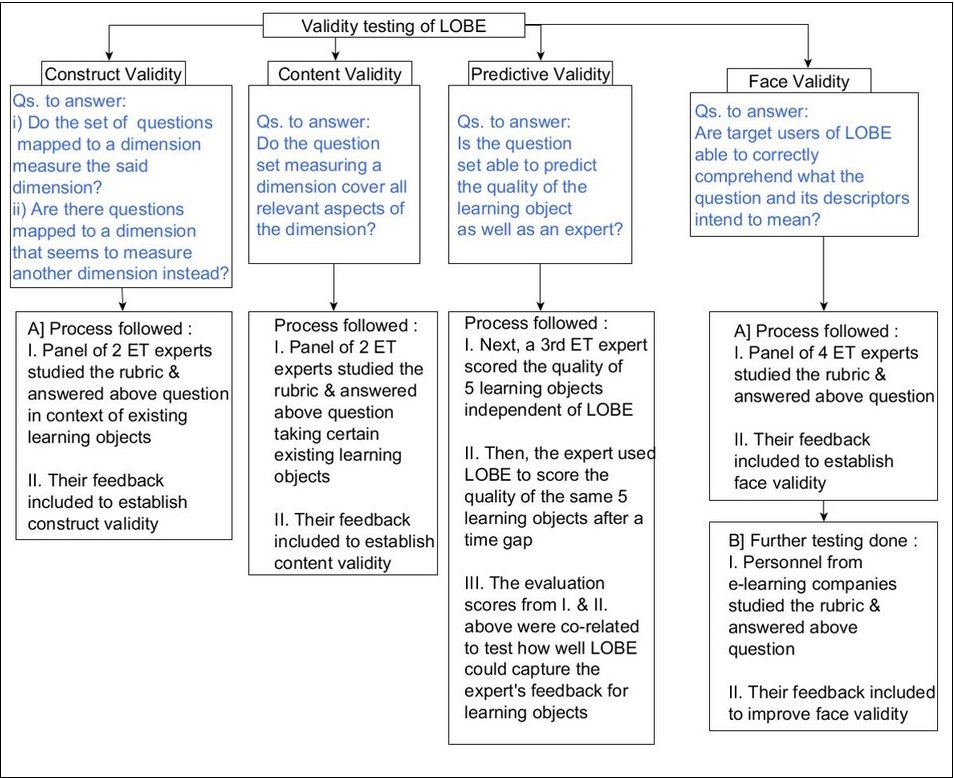 Validity testing of LOBE
Construct Validity
Qs. to answer:
i) Do the set of questions
mapped to a dimension
measure the said
dimension?
ii) Are there questions
mapped to a dimension
that seems to measure
another dimension instead?
A] Process followed :
I. Panel of 2 ET experts
studied the rubric &
answered above question
in context of existing
learning objects
II. Their feedback
included to establish
construct validity
Content Validity
Qs. to answer:
Do the question
set measuring a
dimension cover all
relevant aspects of
the dimension?
Process followed :
I. Panel of 2 ET
experts studied the
rubric & answered
above question
taking certain
existing learning
objects
II. Their feedback
included to establish
content validity
Predictive Validity
Qs. to answer:
Is the question
set able to predict
the quality of the
learning object
as well as an expert?
Process followed :
I. Next, a 3rd ET expert
scored the quality of
5 learning objects
independent of LOBE
II. Then, the expert used
LOBE to score the
quality of the same 5
learning objects after a
time gap
III. The evaluation
scores from I. & II.
above were co-related
to test how well LOBE
could capture the
expert's feedback for
learning objects
Face Validity
Qs. to answer:
Are target users of LOBE
able to correctly
comprehend what the
question and its descriptors
intend to mean?
A] Process followed :
I. Panel of 4 ET experts
studied the rubric &
answered above question
II. Their feedback
included to establish
face validity
B] Further testing done :
I. Personnel from
e-learning companies
studied the rubric &
answered above
question
II. Their feedback included
to improve face validity